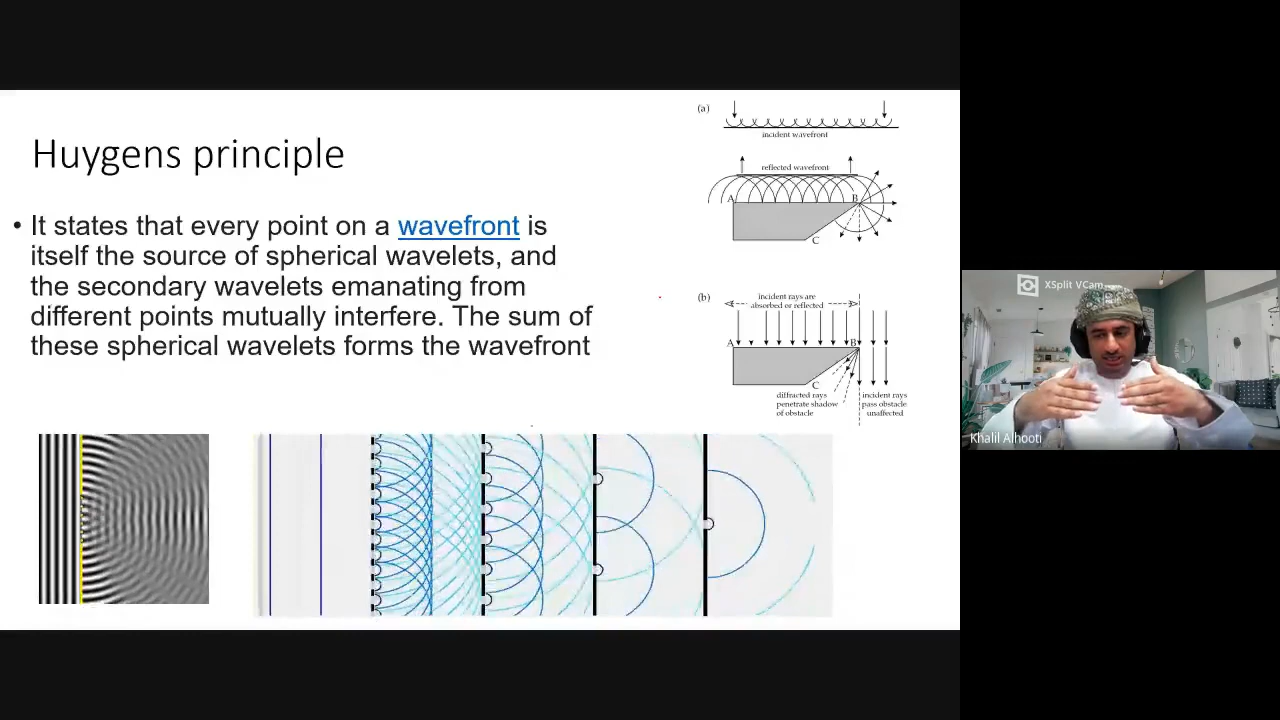 Huygens principle
• It states that every point on a wavefront is
itself the source of spherical wavelets, and
the secondary wavelets emanating from
different points mutually interfere. The sum of
these spherical wavelets forms the wavefront
(a)
incident wavefront
reflected wavefront
A
B
C
(b)
incident rays are
absorbed or reflected
A
B
C
diffracted rays
penetrate shadow
of obstacle
incident rays
pass obstacle
unaffected
XSplit VCam
Khalil Alhooti